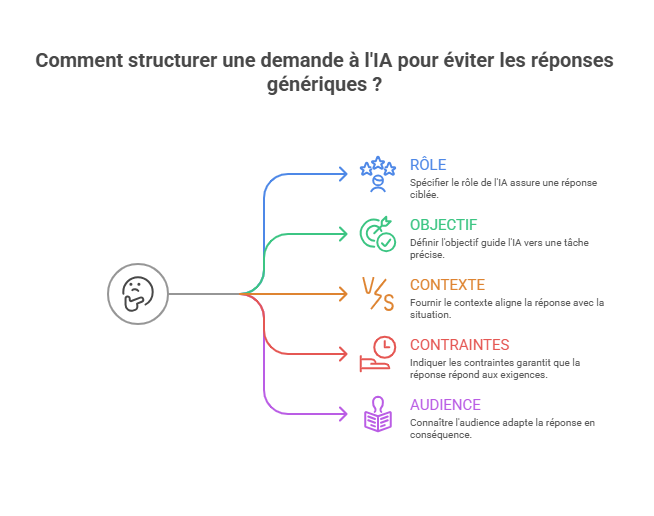 Comment structurer une demande à l'IA pour éviter les réponses
génériques ?
RÔLE
Spécifier le rôle de l'IA assure une réponse
ciblée.
OBJECTIF
Définir l'objectif guide l'IA vers une tâche
précise.
V
S
CONTEXTE
Fournir le contexte aligne la réponse avec la
situation.
CONTRAINTES
Indiquer les contraintes garantit que la
réponse répond aux exigences.
AUDIENCE
Connaître l'audience adapte la réponse en
conséquence.